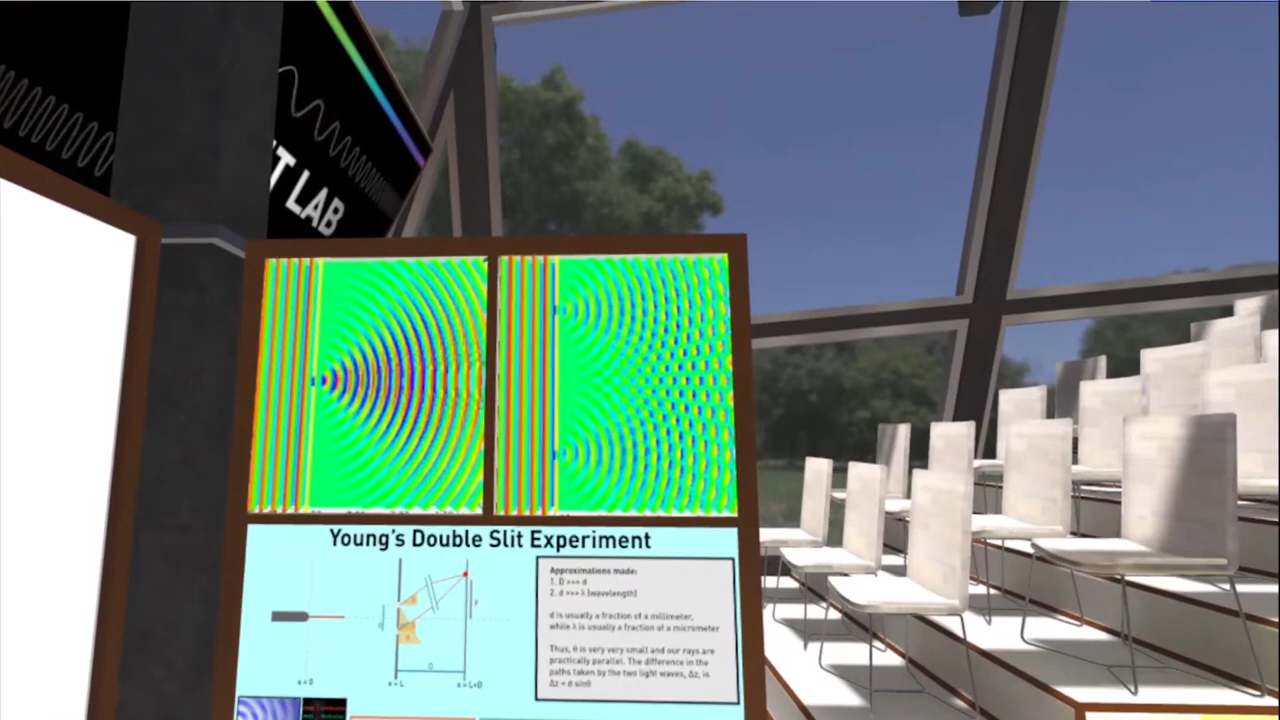 T LAB
Young's Double Slit Experiment
Approximations made:
1. D >>> d
2. d >>> λ (wavelength)
d is usually a fraction of a millimeter,
while λ is usually a fraction of a micrometer
Thus, θ is very very small and our rays are
practically parallel. The difference in the
paths taken by the two light waves, Δz, is
Δz = d sinθ
D
x = 0
x = L
x = L+D